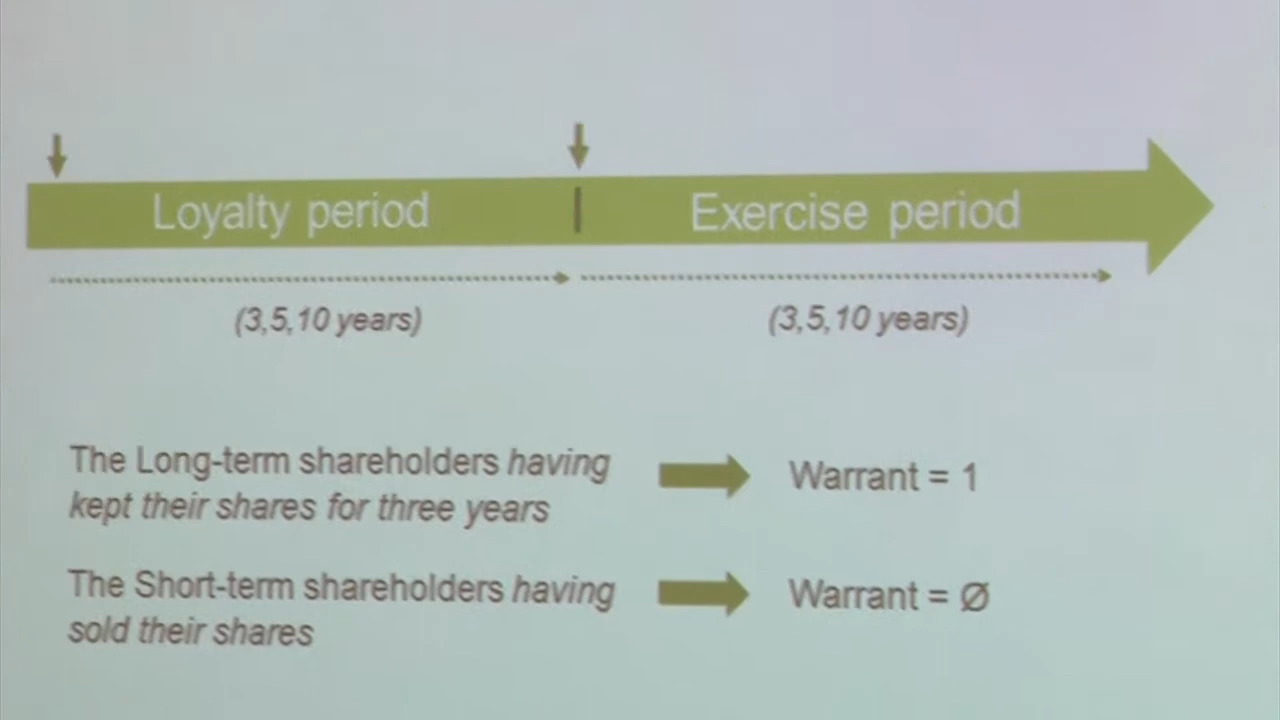 Loyalty period
Exercise period
(3,5,10 years)
(3,5,10 years)
The Long-term shareholders having
kept their shares for three years
Warrant = 1
The Short-term shareholders having
sold their shares
Warrant = Ø